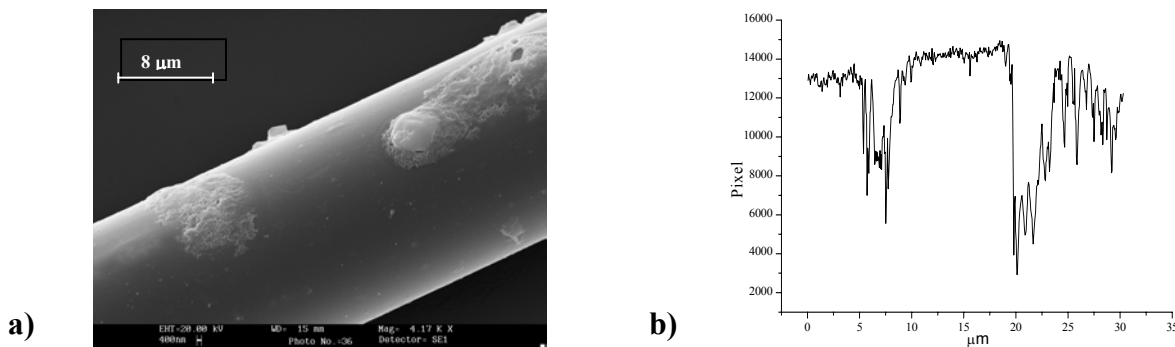 8 μm
EHT=20.00 kV WD= 15 mm Mag= 4.17 K X
400nm Photo No.=36 Detector= SE1
a)
16000
14000
12000
10000
8000
6000
4000
2000
Pixel
0 5 10 15 20 25 30 35
μm
b)